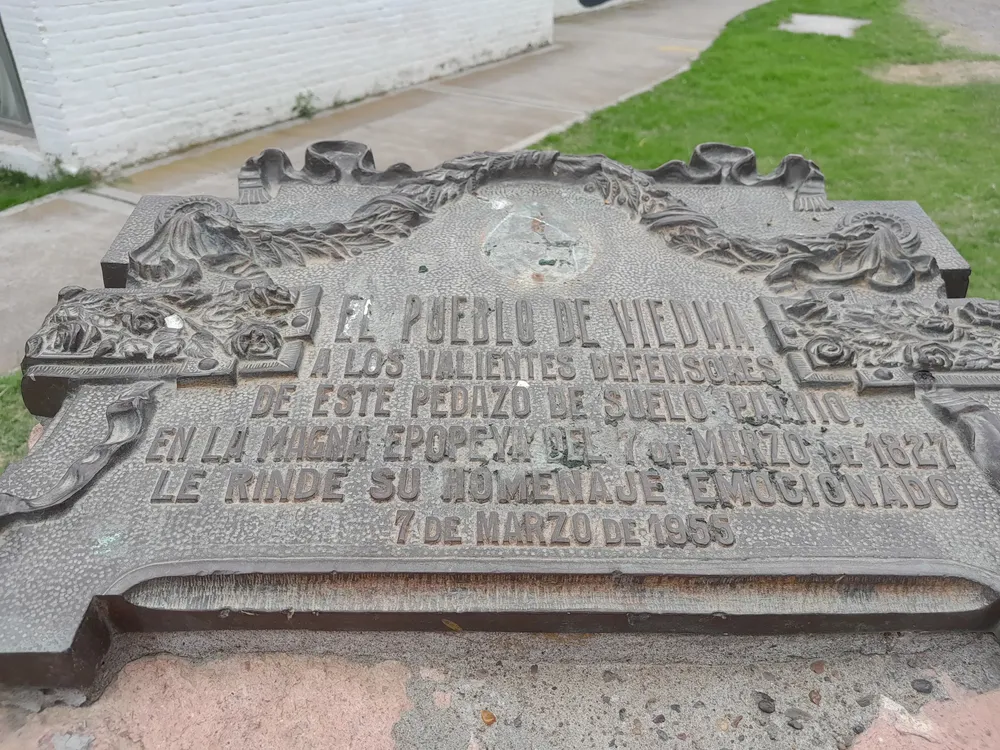 EL PUEBLO DE VIEDMA
A LOS VALIENTES DEFENSORES
DE ESTE PEDAZO DE SUELO PATRIO.
EN LA MAGNA EPOPEYA DEL 7 DE MARZO DE 1827
LE RINDE SU HOMENAJE EMOCIONADO
7 DE MARZO DE 1955